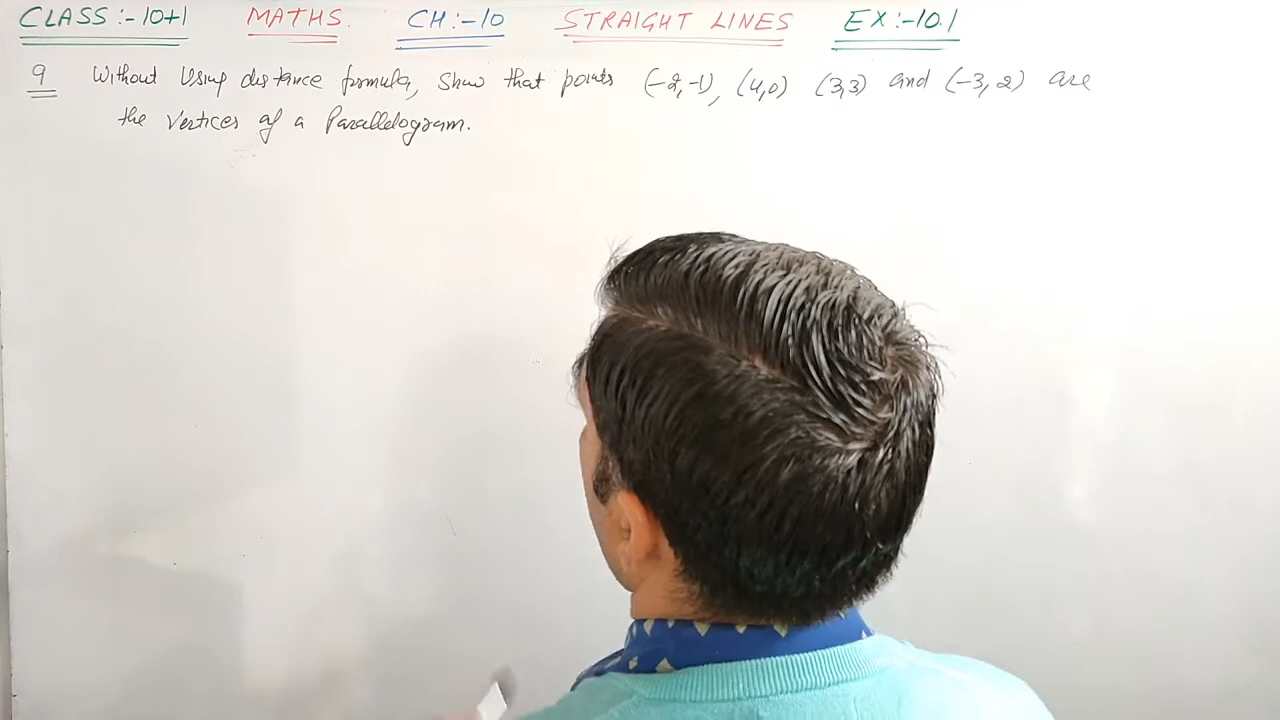 CLASS:-10+1 MATHS. CH:-10 STRAIGHT LINES EX:-10.1
9 Without Using distance formula, Show that points (-2,-1), (4,0) (3,3) and (-3,2) are
the vertices of a Parallelogram.